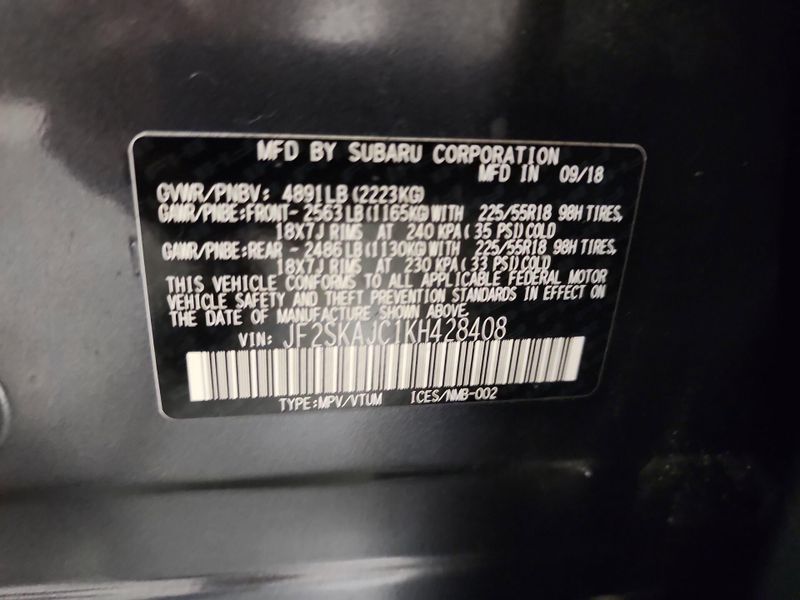 MFD BY SUBARU CORPORATION
MFD IN 09/18
GVWR/PNBV: 4891LB(2223KG)
GAWR/PNBE:FRONT- 2563LB(1165KG)WITH 225/55R18 98H TIRES,
18X7J RIMS AT 240 KPA( 35 PSI)COLD
GAWR/PNBE:REAR - 2486LB(1130KG)WITH 225/55R18 98H TIRES,
18X7J RIMS AT 230 KPA( 33 PSI)COLD
THIS VEHICLE CONFORMS TO ALL APPLICABLE FEDERAL MOTOR
VEHICLE SAFETY AND THEFT PREVENTION STANDARDS IN EFFECT ON
THE DATE OF MANUFACTURE SHOWN ABOVE.
VIN: JF2SKAJC1KH428408
TYPE:MPV/VTUM ICES/NMB-002